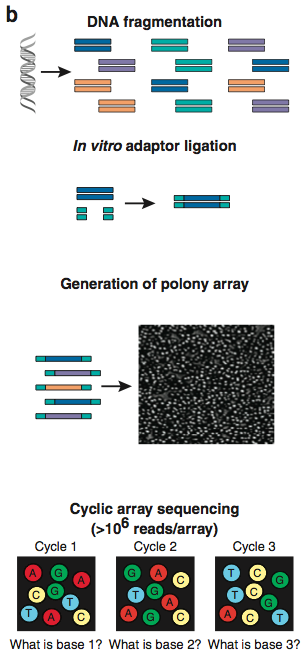 b
DNA fragmentation
In vitro adaptor ligation
Generation of polony array
Cyclic array sequencing
(>10⁶ reads/array)
Cycle 1 Cycle 2 Cycle 3
A G A
C G T
T A C
G A C
T G A
A G C
T C G
T C G
A C T
What is base 1? What is base 2? What is base 3?